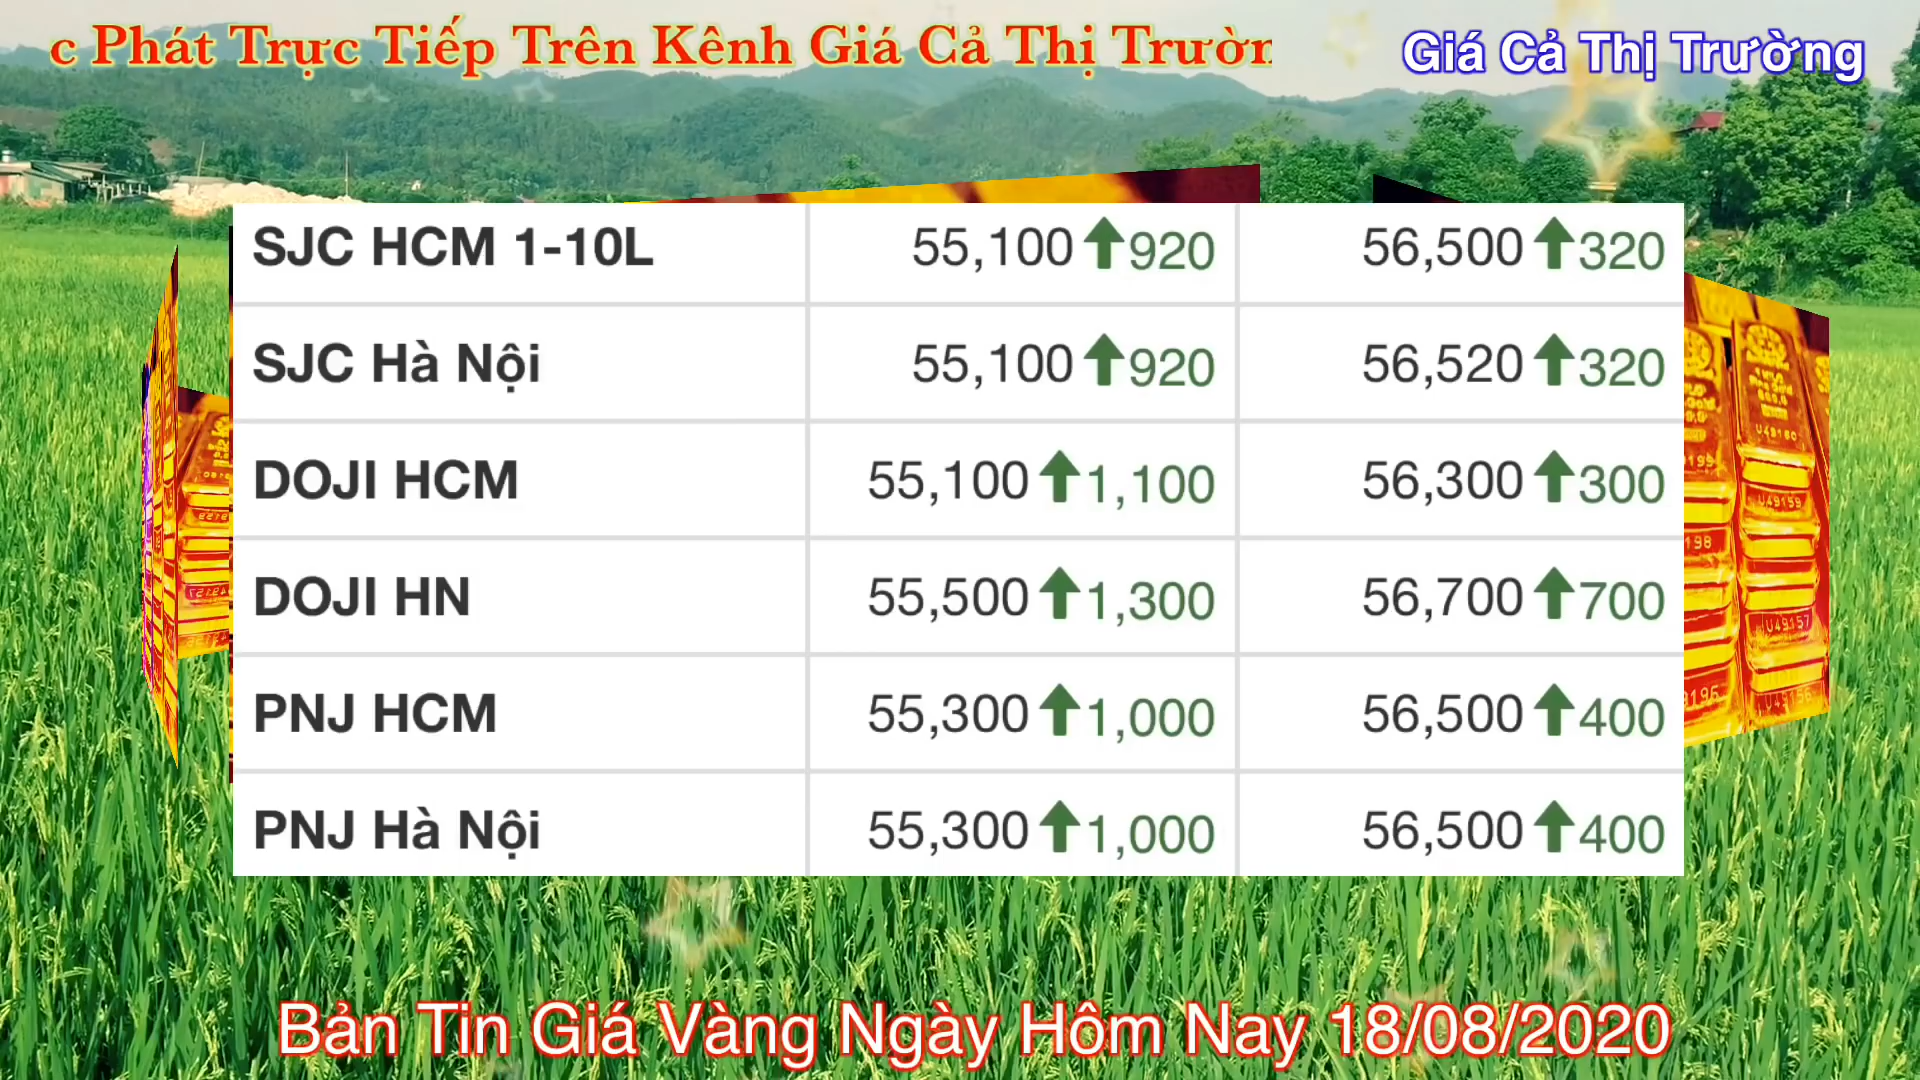 c Phát Trực Tiếp Trên Kênh Giá Cả Thị Trườn
Giá Cả Thị Trường
SJC HCM 1-10L 55,100 920 56,500 320
SJC Hà Nội 55,100 920 56,520 320
DOJI HCM 55,100 1,100 56,300 300
DOJI HN 55,500 1,300 56,700 700
PNJ HCM 55,300 1,000 56,500 400
PNJ Hà Nội 55,300 1,000 56,500 400
Bản Tin Giá Vàng Ngày Hôm Nay 18/08/2020